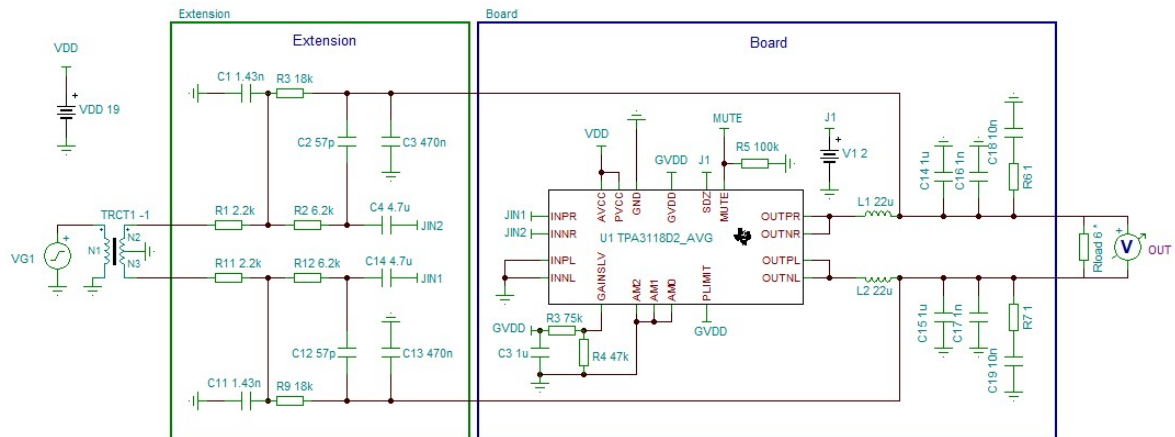 Extension
Board
Extension
Board
VDD
VDD 19
C1 1.43n
R3 18k
C2 57p
C3 470n
TRCT1 -1
N1
N2
N3
VG1
R1 2.2k
R2 6.2k
C4 4.7u
JIN2
R11 2.2k
R12 6.2k
C14 4.7u
JIN1
C12 57p
C13 470n
C11 1.43n
R9 18k
VDD
MUTE
J1
GVDD
J1
R5 100k
V1 2
JIN1
JIN2
INPR
INNR
INPL
INNL
AVCC
PVCC
GND
GVDD
SDZ
MUTE
U1 TPA3118D2_AVG
OUTPR
OUTNR
OUTPL
OUTNL
GAINSLV
AM2
AM1
AM0
PLIMIT
GVDD
R3 75k
C3 1u
R4 47k
GVDD
L1 22u
L2 22u
C14 1u
C16 1n
C18 10n
R6 1
Rload 6 *
V
OUT
C15 1u
C17 1n
R7 1
C19 10n